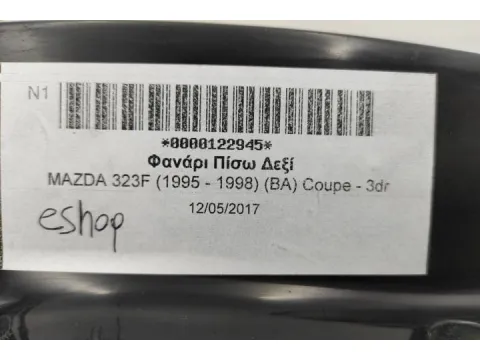 N1
*0000122945*
Φανάρι Πίσω Δεξί
MAZDA 323F (1995 - 1998) (BA) Coupe - 3dr
12/05/2017
eshop